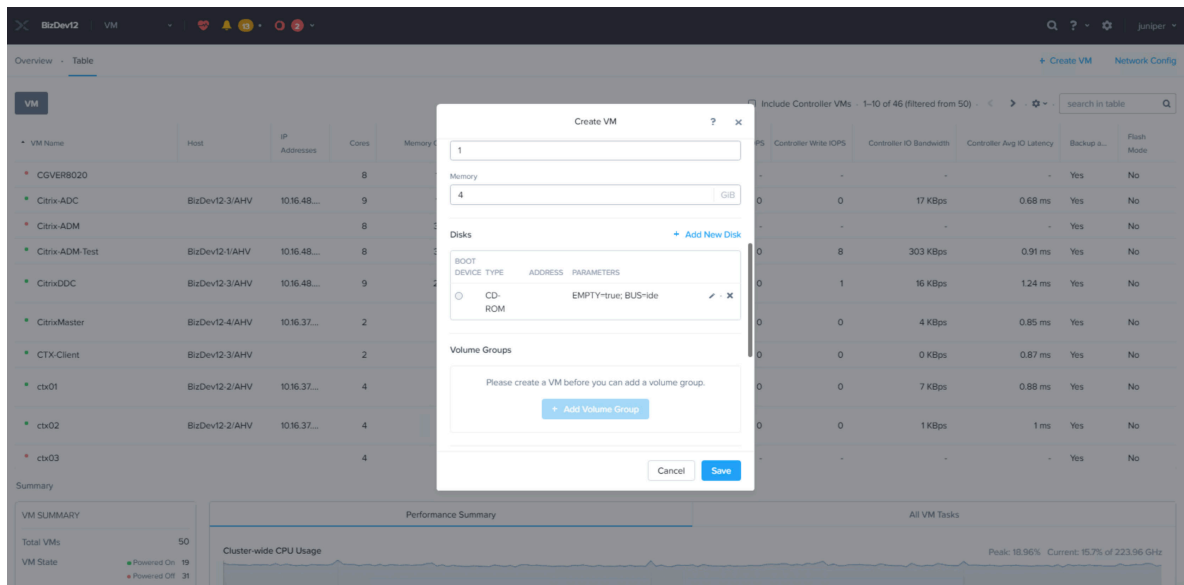 BizDev12 VM 13 2 ? juniper
Overview · Table + Create VM Network Config
VM Include Controller VMs · 1–10 of 46 (filtered from 50) · search in table
VM Name Host IP Addresses Cores Memory Controller Write IOPS Controller IO Bandwidth Controller Avg IO Latency Backup a... Flash Mode
CGVER8020 8 - - - - Yes No
Citrix-ADC BizDev12-3/AHV 10.16.48.... 9 0 0 17 KBps 0.68 ms Yes No
Citrix-ADM 8 - - - - Yes No
Citrix-ADM-Test BizDev12-1/AHV 10.16.48.... 8 0 8 303 KBps 0.91 ms Yes No
CitrixDDC BizDev12-3/AHV 10.16.48.... 9 0 1 16 KBps 1.24 ms Yes No
CitrixMaster BizDev12-4/AHV 10.16.37.... 2 0 0 4 KBps 0.85 ms Yes No
CTX-Client BizDev12-3/AHV 2 0 0 0 KBps 0.87 ms Yes No
ctx01 BizDev12-2/AHV 10.16.37.... 4 0 0 7 KBps 0.88 ms Yes No
ctx02 BizDev12-2/AHV 10.16.37.... 4 0 0 1 KBps 1 ms Yes No
ctx03 4 - - - - Yes No
Create VM ? ×
1
Memory
4 GiB
Disks + Add New Disk
BOOT
DEVICE TYPE ADDRESS PARAMETERS
CD-ROM EMPTY=true; BUS=ide
Volume Groups
Please create a VM before you can add a volume group.
+ Add Volume Group
Cancel Save
Summary
VM SUMMARY Performance Summary All VM Tasks
Total VMs 50
Cluster-wide CPU Usage Peak: 18.96% Current: 15.7% of 223.96 GHz
VM State Powered On 19
Powered Off 31